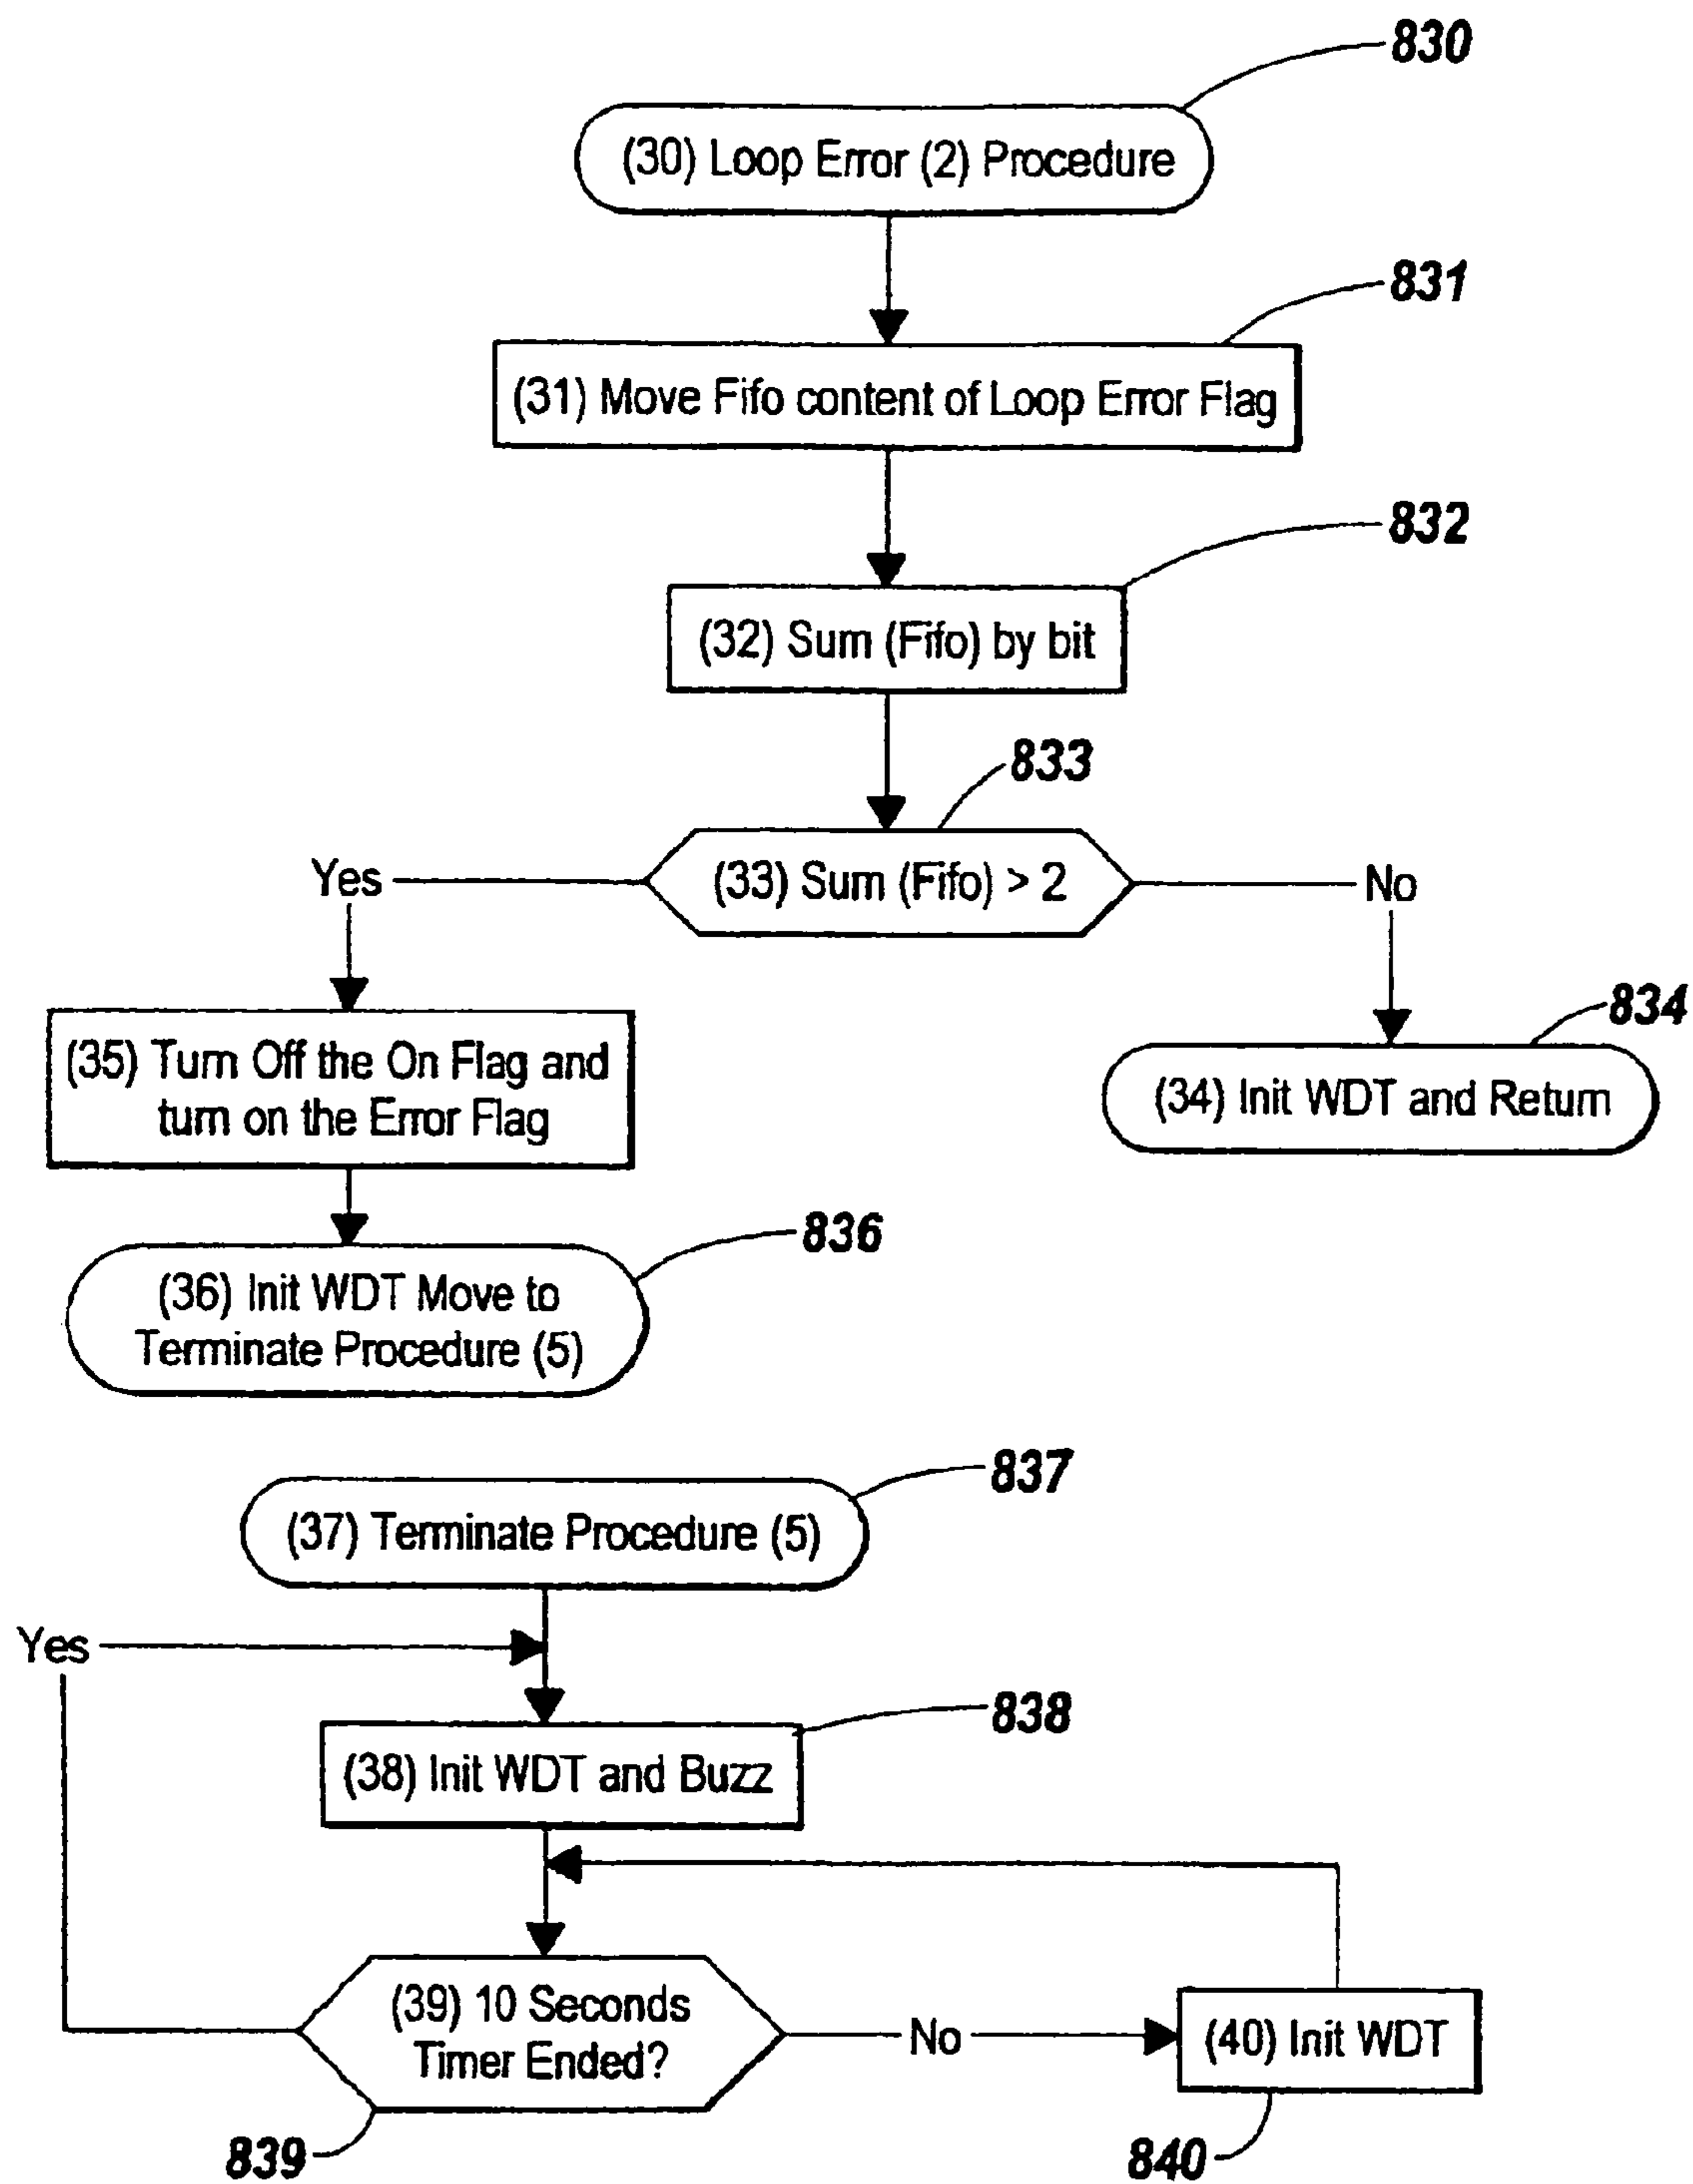 830
(30) Loop Error (2) Procedure
831
(31) Move Fifo content of Loop Error Flag
832
(32) Sum (Fifo) by bit
833
Yes
(33) Sum (Fifo) > 2
No
834
(35) Turn Off the On Flag and
turn on the Error Flag
(34) Init WDT and Return
836
(36) Init WDT Move to
Terminate Procedure (5)
837
(37) Terminate Procedure (5)
Yes
838
(38) Init WDT and Buzz
(39) 10 Seconds
Timer Ended?
No
(40) Init WDT
839
840